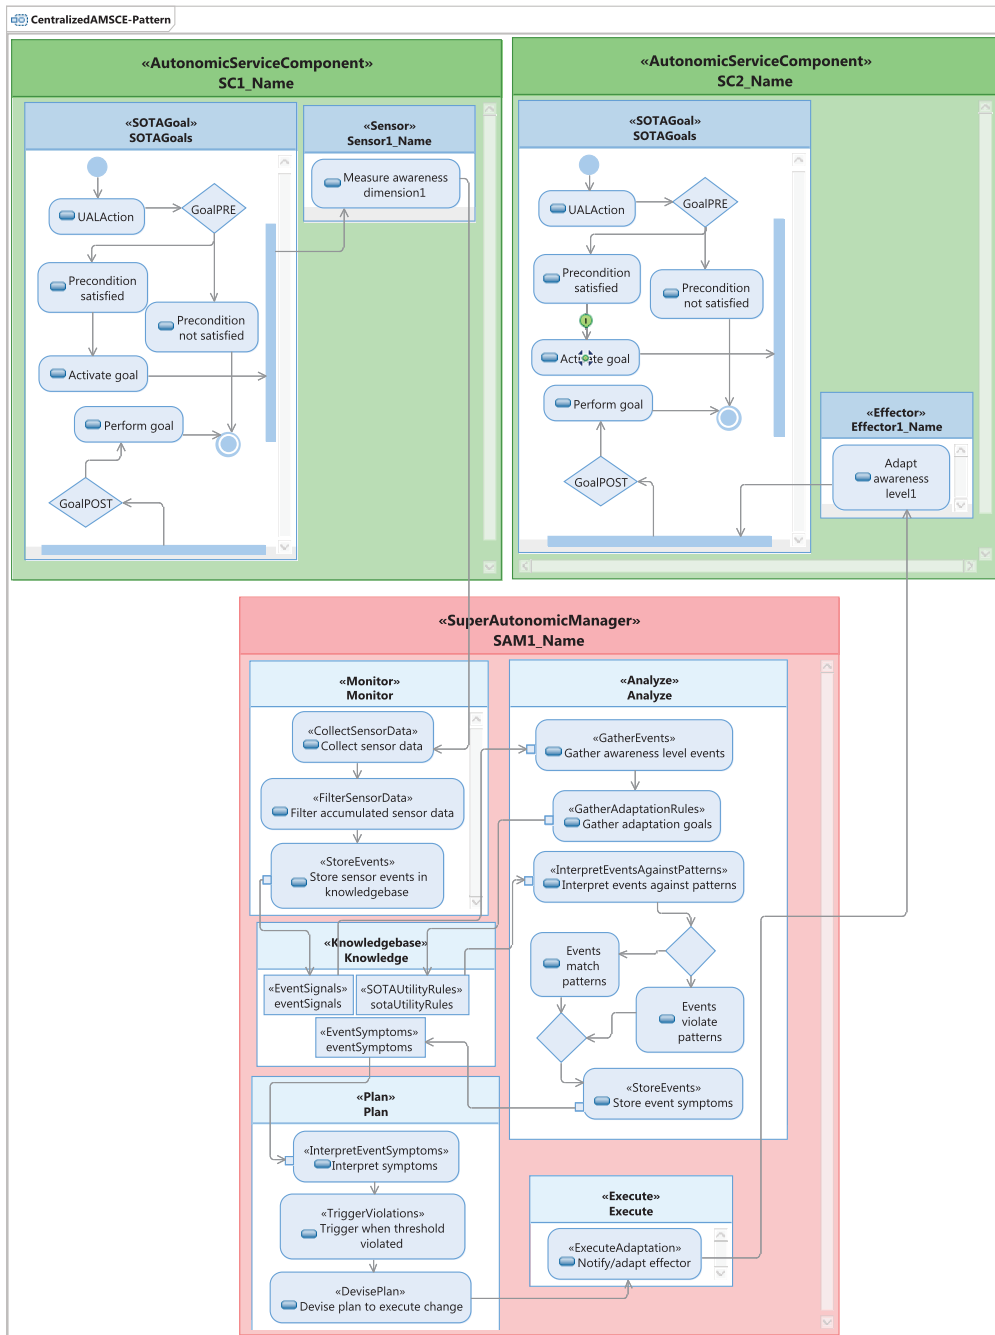 CentralizedAMSCE-Pattern
«AutonomicServiceComponent»
SC1_Name
«SOTAGoal»
SOTAGoals
UALAction
GoalPRE
Precondition
satisfied
Precondition
not satisfied
Activate goal
Perform goal
GoalPOST
«Sensor»
Sensor1_Name
Measure awareness
dimension1
«AutonomicServiceComponent»
SC2_Name
«SOTAGoal»
SOTAGoals
UALAction
GoalPRE
Precondition
satisfied
Precondition
not satisfied
Activate goal
Perform goal
GoalPOST
«Effector»
Effector1_Name
Adapt
awareness
level1
«SuperAutonomicManager»
SAM1_Name
«Monitor»
Monitor
«CollectSensorData»
Collect sensor data
«FilterSensorData»
Filter accumulated sensor data
«StoreEvents»
Store sensor events in
knowledgebase
«Analyze»
Analyze
«GatherEvents»
Gather awareness level events
«GatherAdaptationRules»
Gather adaptation goals
«InterpretEventsAgainstPatterns»
Interpret events against patterns
Events
match
patterns
Events
violate
patterns
«StoreEvents»
Store event symptoms
«Knowledgebase»
Knowledge
«EventSignals»
eventSignals
«SOTAUtilityRules»
sotaUtilityRules
«EventSymptoms»
eventSymptoms
«Plan»
Plan
«InterpretEventSymptoms»
Interpret symptoms
«TriggerViolations»
Trigger when threshold
violated
«DevisePlan»
Devise plan to execute change
«Execute»
Execute
«ExecuteAdaptation»
Notify/adapt effector